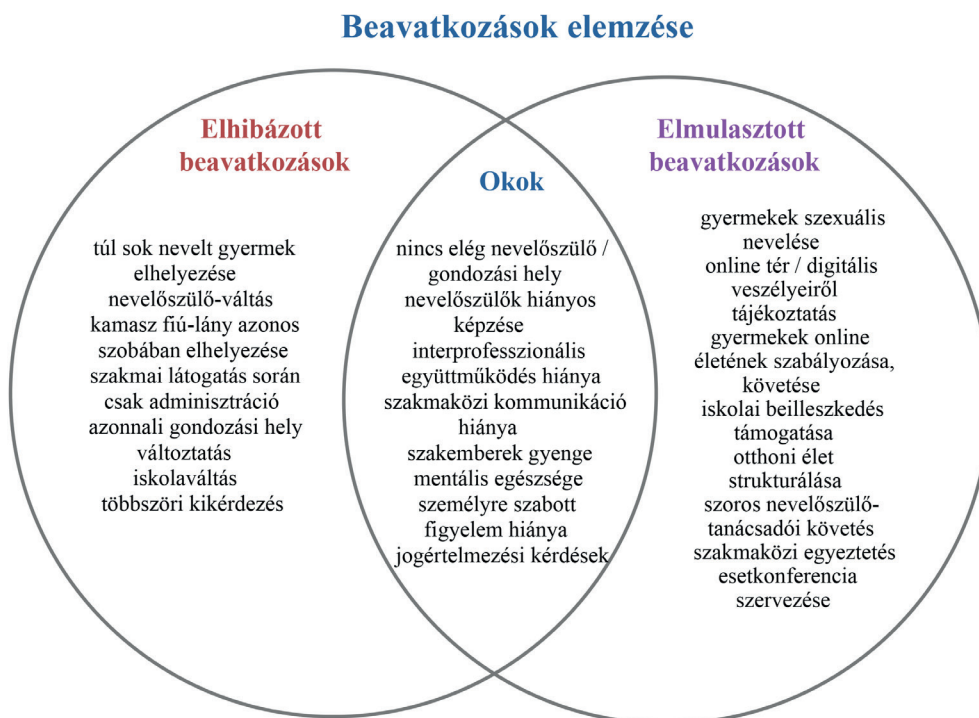 Beavatkozások elemzése
Elhibázott
beavatkozások
túl sok nevelt gyermek
elhelyezése
nevelőszülő-váltás
kamasz fiú-lány azonos
szobában elhelyezése
szakmai látogatás során
csak adminisztráció
azonnali gondozási hely
változtatás
iskolaváltás
többszöri kikérdezés
Okok
nincs elég nevelőszülő /
gondozási hely
nevelőszülők hiányos
képzése
interprofesszionális
együttműködés hiánya
szakmaközi kommunikáció
hiánya
szakemberek gyenge
mentális egészsége
személyre szabott
figyelem hiánya
jogértelmezési kérdések
Elmulasztott
beavatkozások
gyermekek szexuális
nevelése
online tér / digitális
veszélyeiről
tájékoztatás
gyermekek online
életének szabályozása,
követése
iskolai beilleszkedés
támogatása
otthoni élet
strukturálása
szoros nevelőszülő-
tanácsadói követés
szakmaközi egyeztetés
esetkonferencia
szervezése